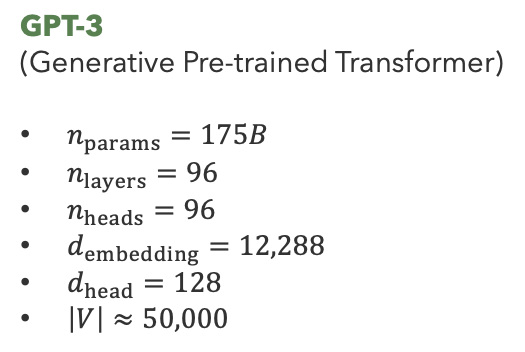 GPT-3
(Generative Pre-trained Transformer)
• n_params = 175B
• n_layers = 96
• n_heads = 96
• d_embedding = 12,288
• d_head = 128
• |V| ≈ 50,000